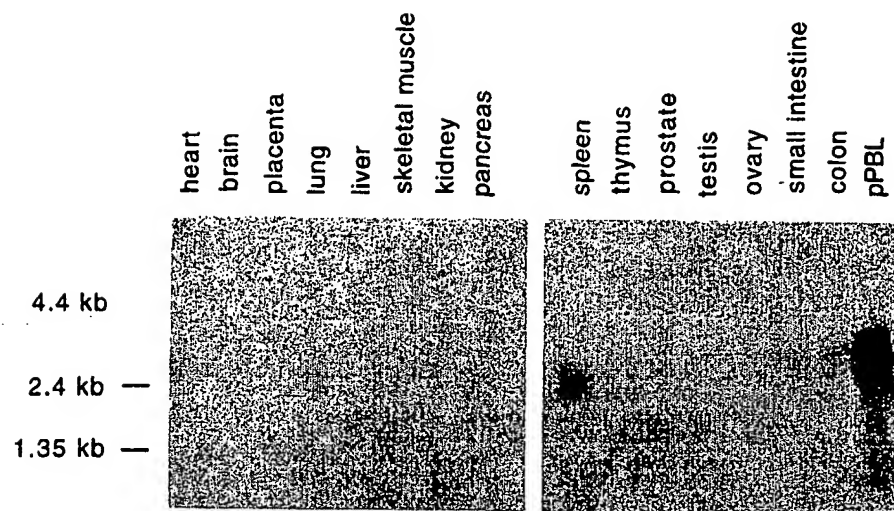 heart
brain
placenta
lung
liver
skeletal muscle
kidney
pancreas
spleen
thymus
prostate
testis
ovary
small intestine
colon
pPBL
4.4 kb
2.4 kb —
1.35 kb —